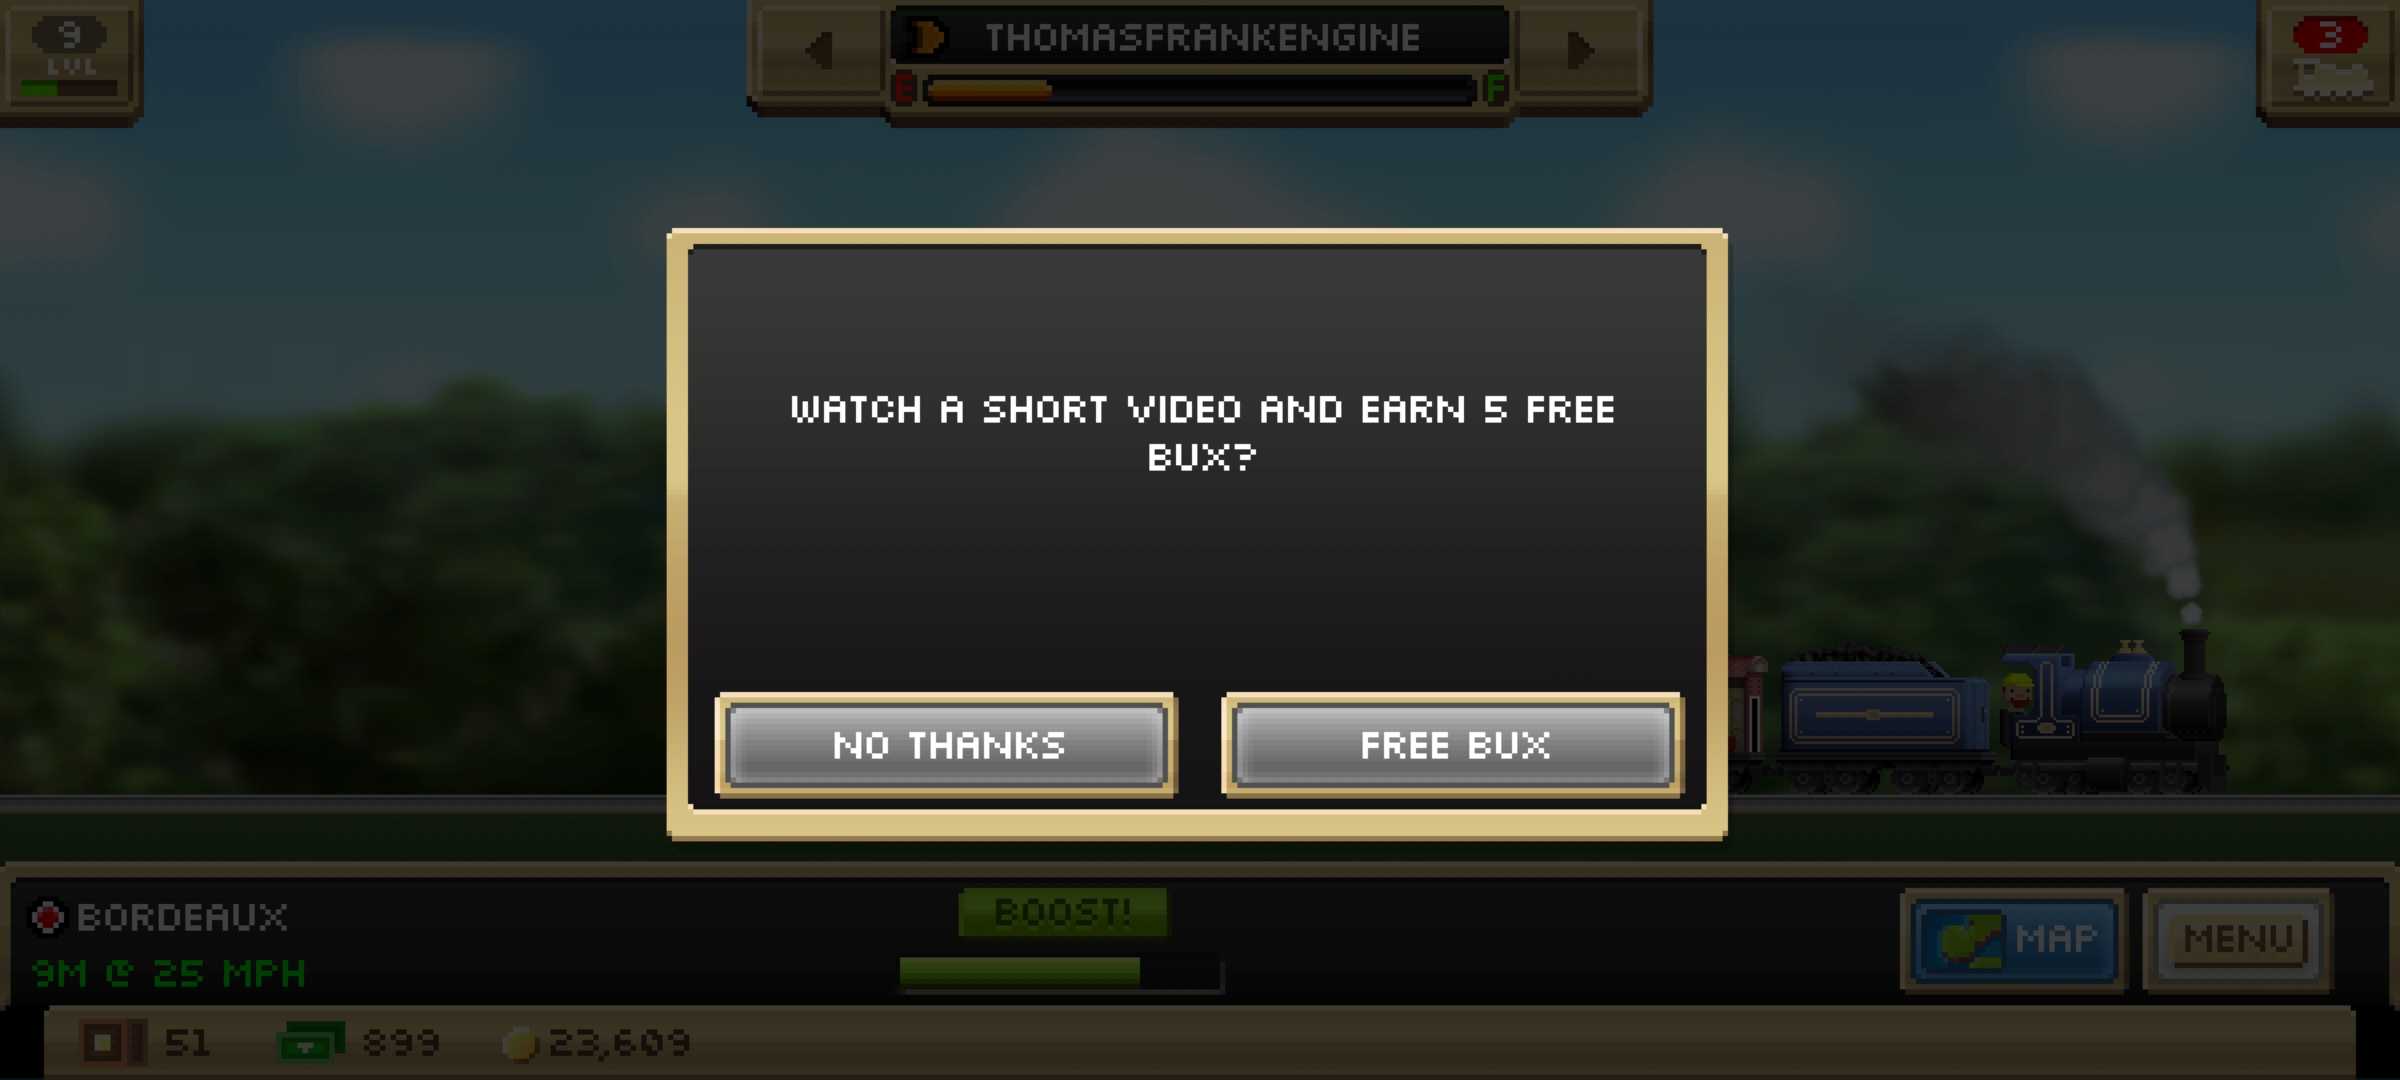 9
LVL
THOMASFRANKENGINE
E F
3
WATCH A SHORT VIDEO AND EARN 5 FREE
BUX?
NO THANKS
FREE BUX
BORDEAUX
9M @ 25 MPH
BOOST!
MAP
MENU
51
899
23,609